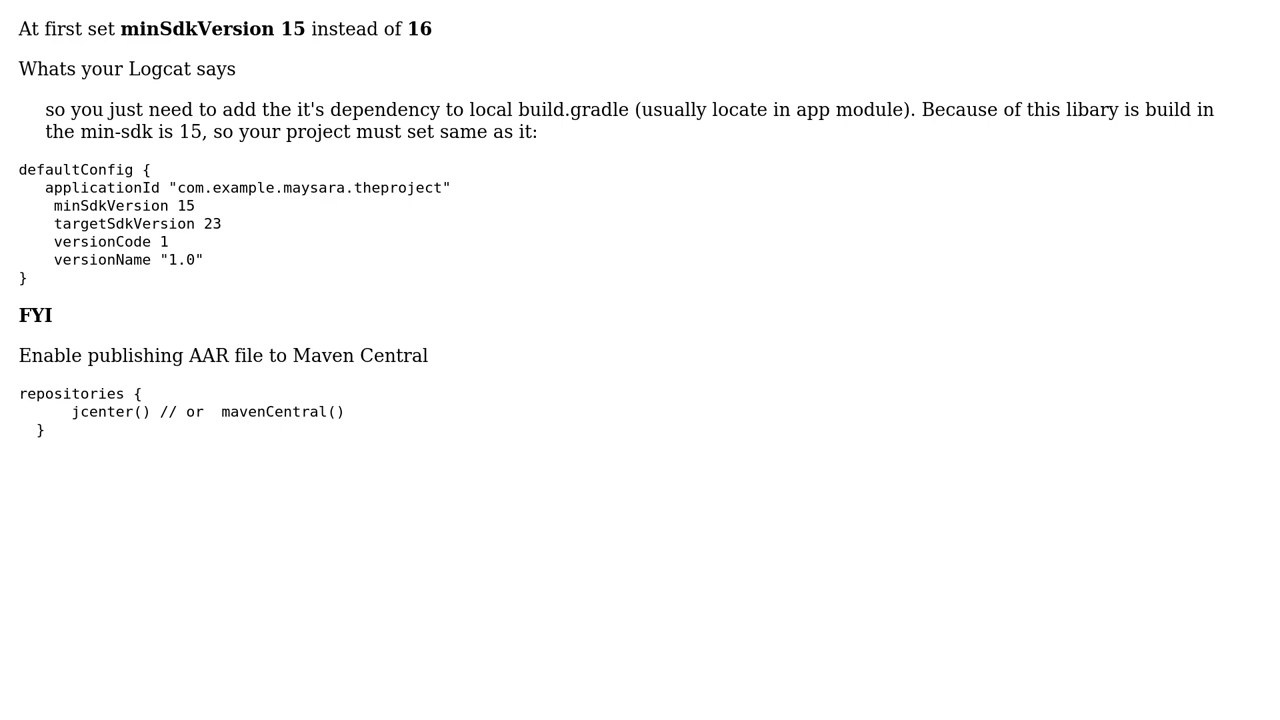 At first set minSdkVersion 15 instead of 16
Whats your Logcat says
so you just need to add the it's dependency to local build.gradle (usually locate in app module). Because of this libary is build in
the min-sdk is 15, so your project must set same as it:
defaultConfig {
   applicationId "com.example.maysara.theproject"
    minSdkVersion 15
    targetSdkVersion 23
    versionCode 1
    versionName "1.0"
}
FYI
Enable publishing AAR file to Maven Central
repositories {
      jcenter() // or  mavenCentral()
  }